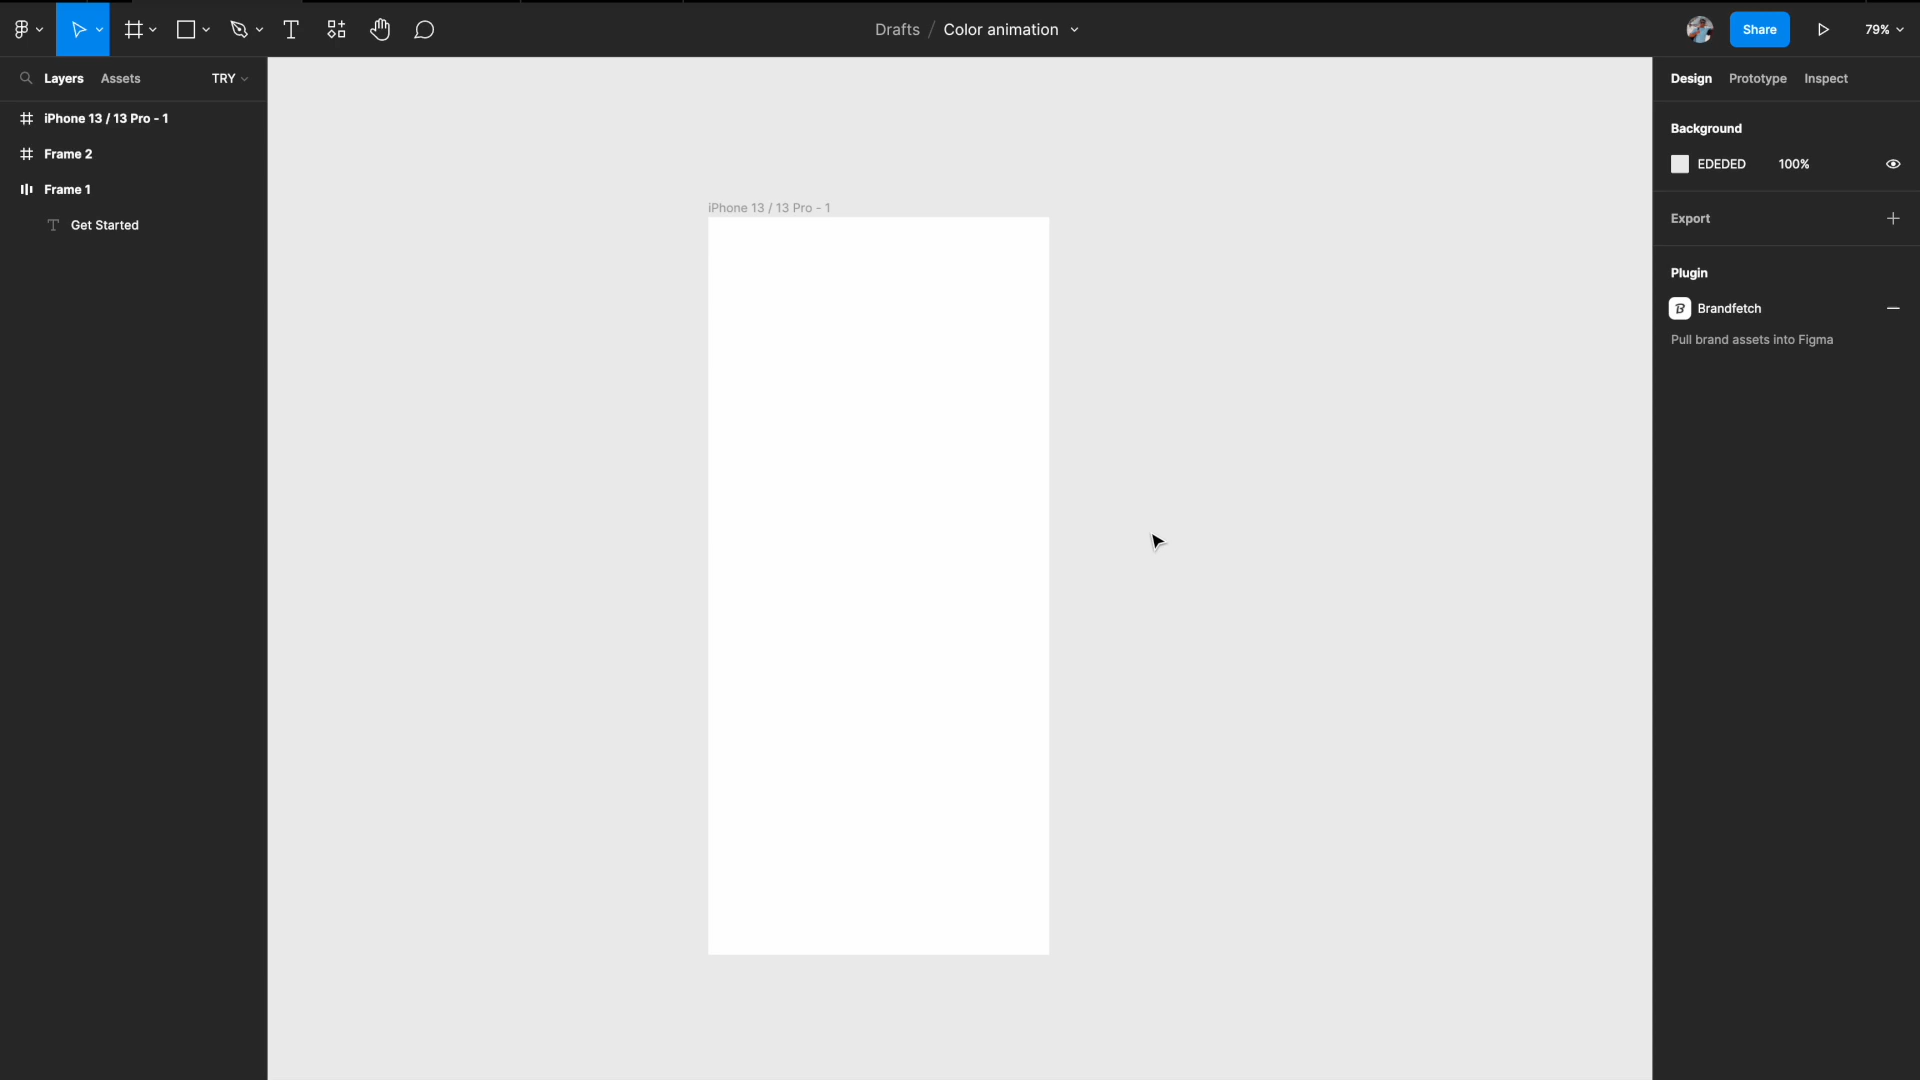 Drafts / Color animation
Share
79%
Layers Assets TRY
iPhone 13 / 13 Pro - 1
Frame 2
Frame 1
Get Started
iPhone 13 / 13 Pro - 1
Design Prototype Inspect
Background
EDEDED 100%
Export
Plugin
Brandfetch
Pull brand assets into Figma